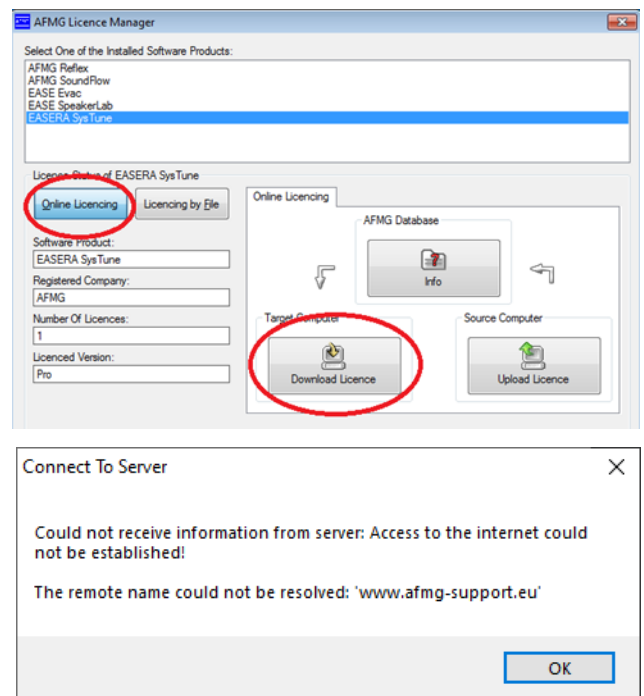 AFMG Licence Manager
Select One of the Installed Software Products:
AFMG Reflex
AFMG SoundFlow
EASE Evac
EASE SpeakerLab
EASERA SysTune
Licence Status of EASERA SysTune
Online Licencing
Licencing by File
Software Product:
EASERA SysTune
Registered Company:
AFMG
Number Of Licences:
1
Licenced Version:
Pro
Online Licencing
AFMG Database
Info
Target Computer
Download Licence
Source Computer
Upload Licence
Connect To Server
Could not receive information from server: Access to the internet could
not be established!
The remote name could not be resolved: 'www.afmg-support.eu'
OK